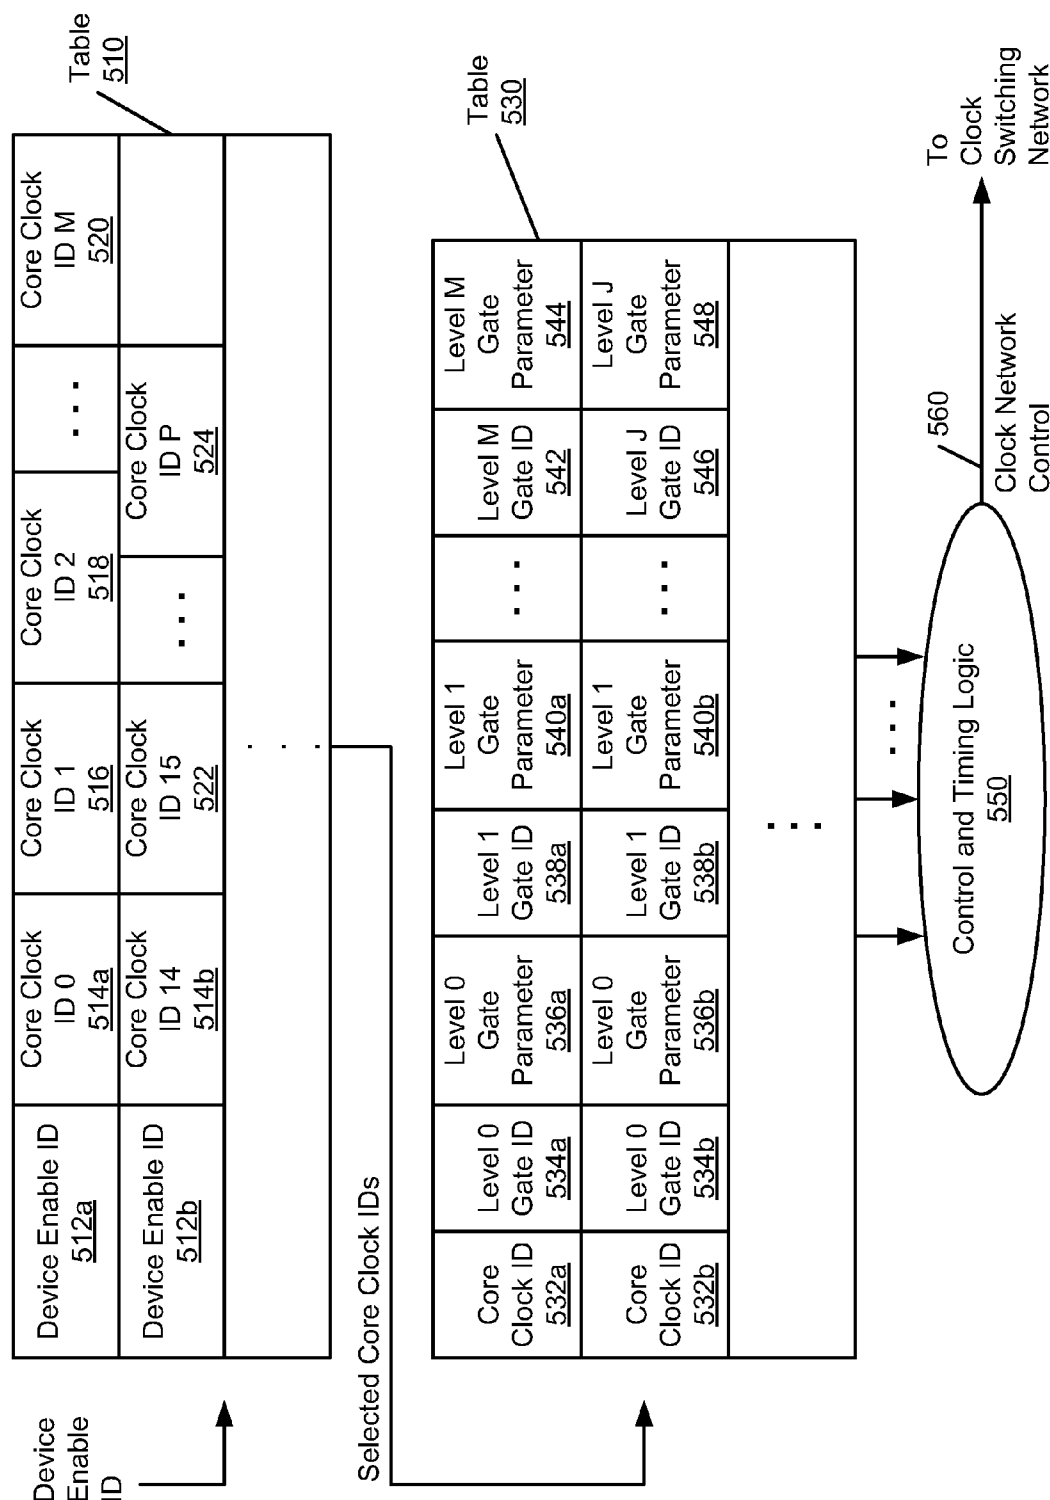 Device
Enable
ID
Device Enable ID
512a
Core Clock
ID 0
514a
Core Clock
ID 1
516
Core Clock
ID 2
518
. . .
Core Clock
ID M
520
Table
510
Device Enable ID
512b
Core Clock
ID 14
514b
Core Clock
ID 15
522
. . .
Core Clock
ID P
524
. . .
Selected Core Clock IDs
Table
530
Core
Clock ID
532a
Level 0
Gate ID
534a
Level 0
Gate
Parameter
536a
Level 1
Gate ID
538a
Level 1
Gate
Parameter
540a
. . .
Level M
Gate ID
542
Level M
Gate
Parameter
544
Core
Clock ID
532b
Level 0
Gate ID
534b
Level 0
Gate
Parameter
536b
Level 1
Gate ID
538b
Level 1
Gate
Parameter
540b
. . .
Level J
Gate ID
546
Level J
Gate
Parameter
548
. . .
. . .
Control and Timing Logic
550
560
Clock Network
Control
To
Clock
Switching
Network